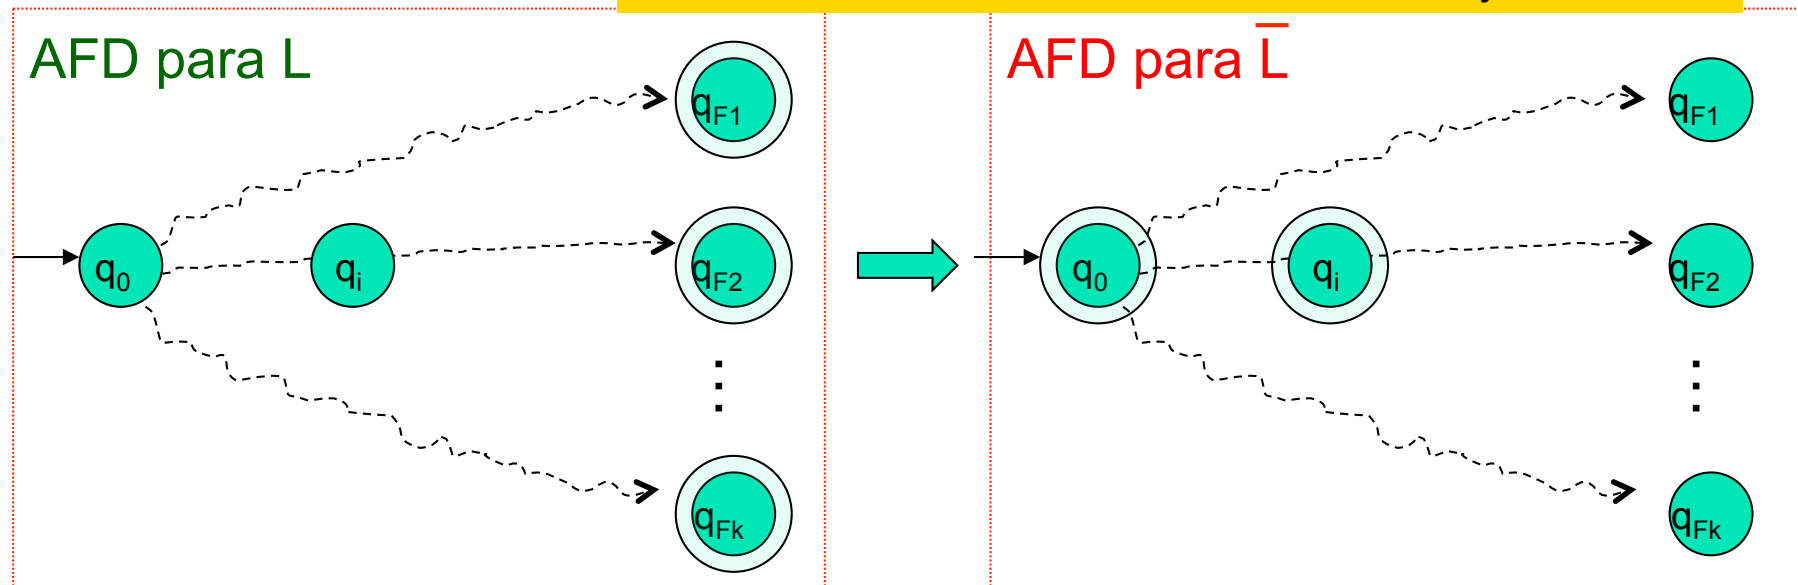 AFD para L
q0
qi
qF1
qF2
⋮
qFk
AFD para L̅
q0
qi
qF1
qF2
⋮
qFk